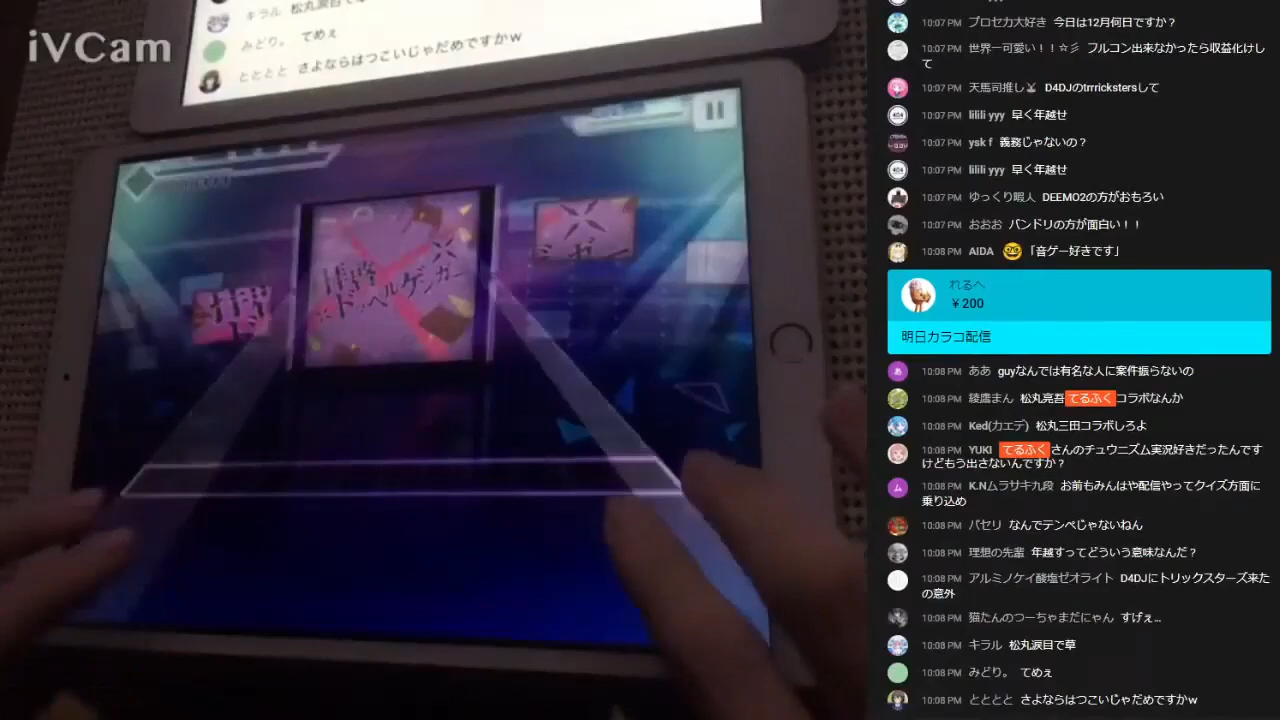 iVCam
キラル 松丸涙目で草
みどり。 てめぇ
とととと さよならはつこいじゃだめですかw
ドッペルゲンガー
10:07 PM プロセカ大好き 今日は12月何日ですか？
10:07 PM 世界一可愛い！！☆彡 フルコン出来なかったら収益化けし
て
10:07 PM 天馬司推し D4DJのtrrrickstersして
10:07 PM lilili yyy 早く年越せ
10:07 PM ysk f 義務じゃないの？
10:07 PM lilili yyy 早く年越せ
10:07 PM ゆっくり暇人 DEEMO2の方がおもろい
10:07 PM おおお バンドリの方が面白い！！
10:08 PM AIDA 🤓「音ゲー好きです」
れるへ
￥200
明日カラコ配信
10:08 PM ああ guyなんでは有名な人に案件振らないの
10:08 PM 綾鷹まん 松丸亮吾てるふくコラボなんか
10:08 PM Ked(カエデ) 松丸三田コラボしろよ
10:08 PM YUKI てるふくさんのチュウニズム実況好きだったんです
けどもう出さないんですか？
10:08 PM K.Nムラサキ九段 お前もみんはや配信やってクイズ方面に
乗り込め
10:08 PM パセリ なんでテンペじゃないねん
10:08 PM 理想の先輩 年越すってどういう意味なんだ？
10:08 PM アルミノケイ酸塩ゼオライト D4DJにトリックスターズ来た
の意外
10:08 PM 猫たんのつーちゃまだにゃん すげぇ…
10:08 PM キラル 松丸涙目で草
10:08 PM みどり。 てめぇ
10:08 PM とととと さよならはつこいじゃだめですかw